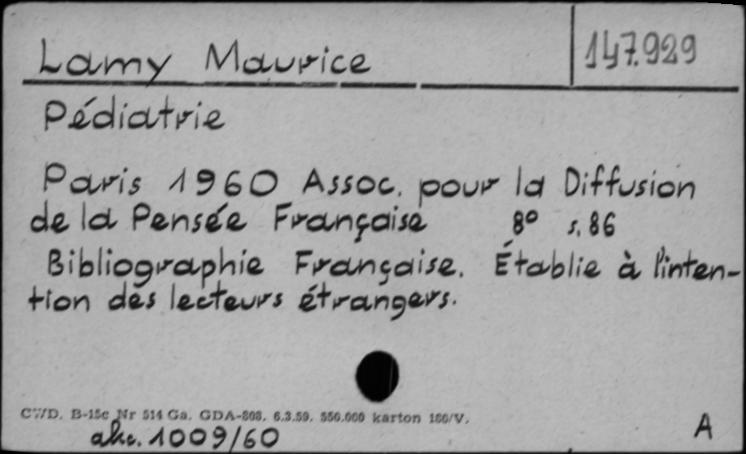 Lamy Maurice
147.929
Pédiatrie
Paris 1960 Assoc. pour la Diffusion
de la Pensée Française 8º s. 86
Bibliographie Française. Établie à l'inten-
tion des lecteurs étrangers.
CWD. B-15c Nr 514 Ga. GDA-808. 6.3.59. 550.000 karton 180/V.
akc. 1009/60
A